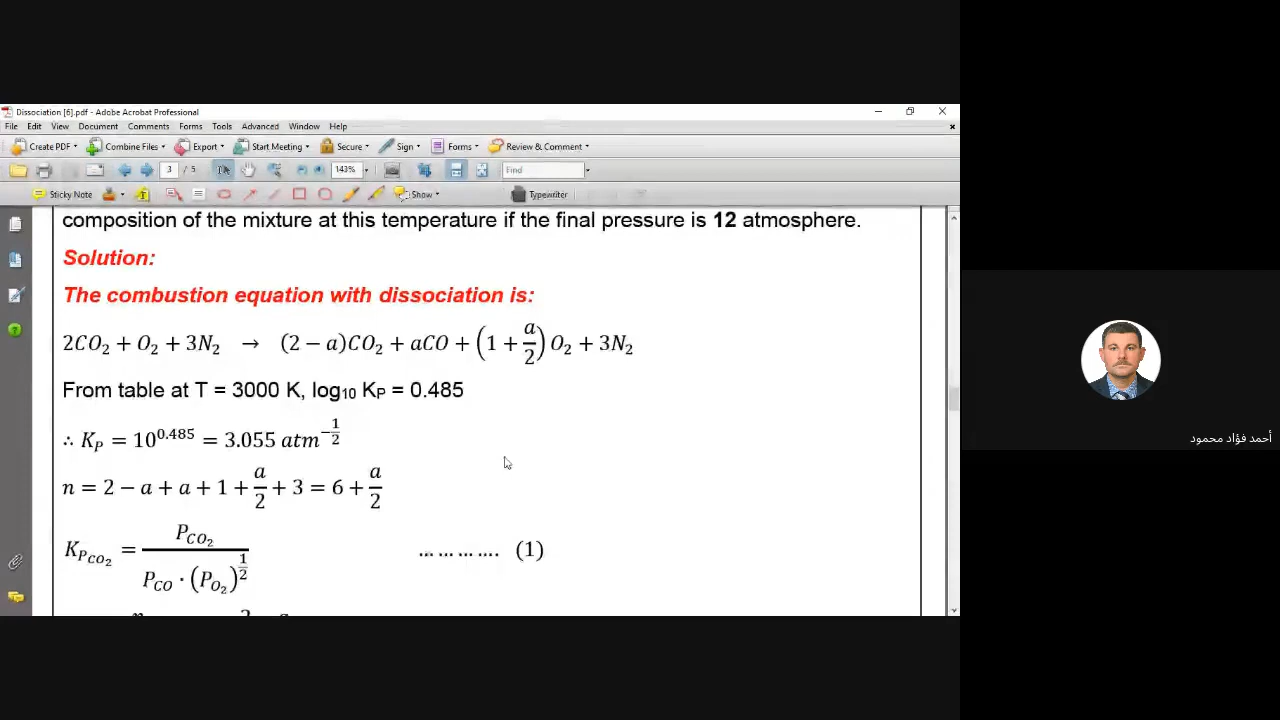 Dissociation [6].pdf - Adobe Acrobat Professional
File Edit View Document Comments Forms Tools Advanced Window Help
Create PDF Combine Files Export Start Meeting Secure Sign Forms Review & Comment
3 / 5 143% Find
Sticky Note Show Typewriter
composition of the mixture at this temperature if the final pressure is 12 atmosphere.
Solution:
The combustion equation with dissociation is:
2CO₂ + O₂ + 3N₂ → (2 − a)CO₂ + aCO + (1 + a/2) O₂ + 3N₂
From table at T = 3000 K, log₁₀ Kₚ = 0.485
∴ K_P = 10^0.485 = 3.055 atm^(−1/2)
n = 2 − a + a + 1 + a/2 + 3 = 6 + a/2
K_P_CO₂ = P_CO₂ / (P_CO · (P_O₂)^(1/2)) ………… (1)
أحمد فؤاد محمود